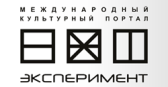 МЕЖДУНАРОДНЫЙ
КУЛЬТУРНЫЙ ПОРТАЛ
ЭКСПЕРИМЕНТ